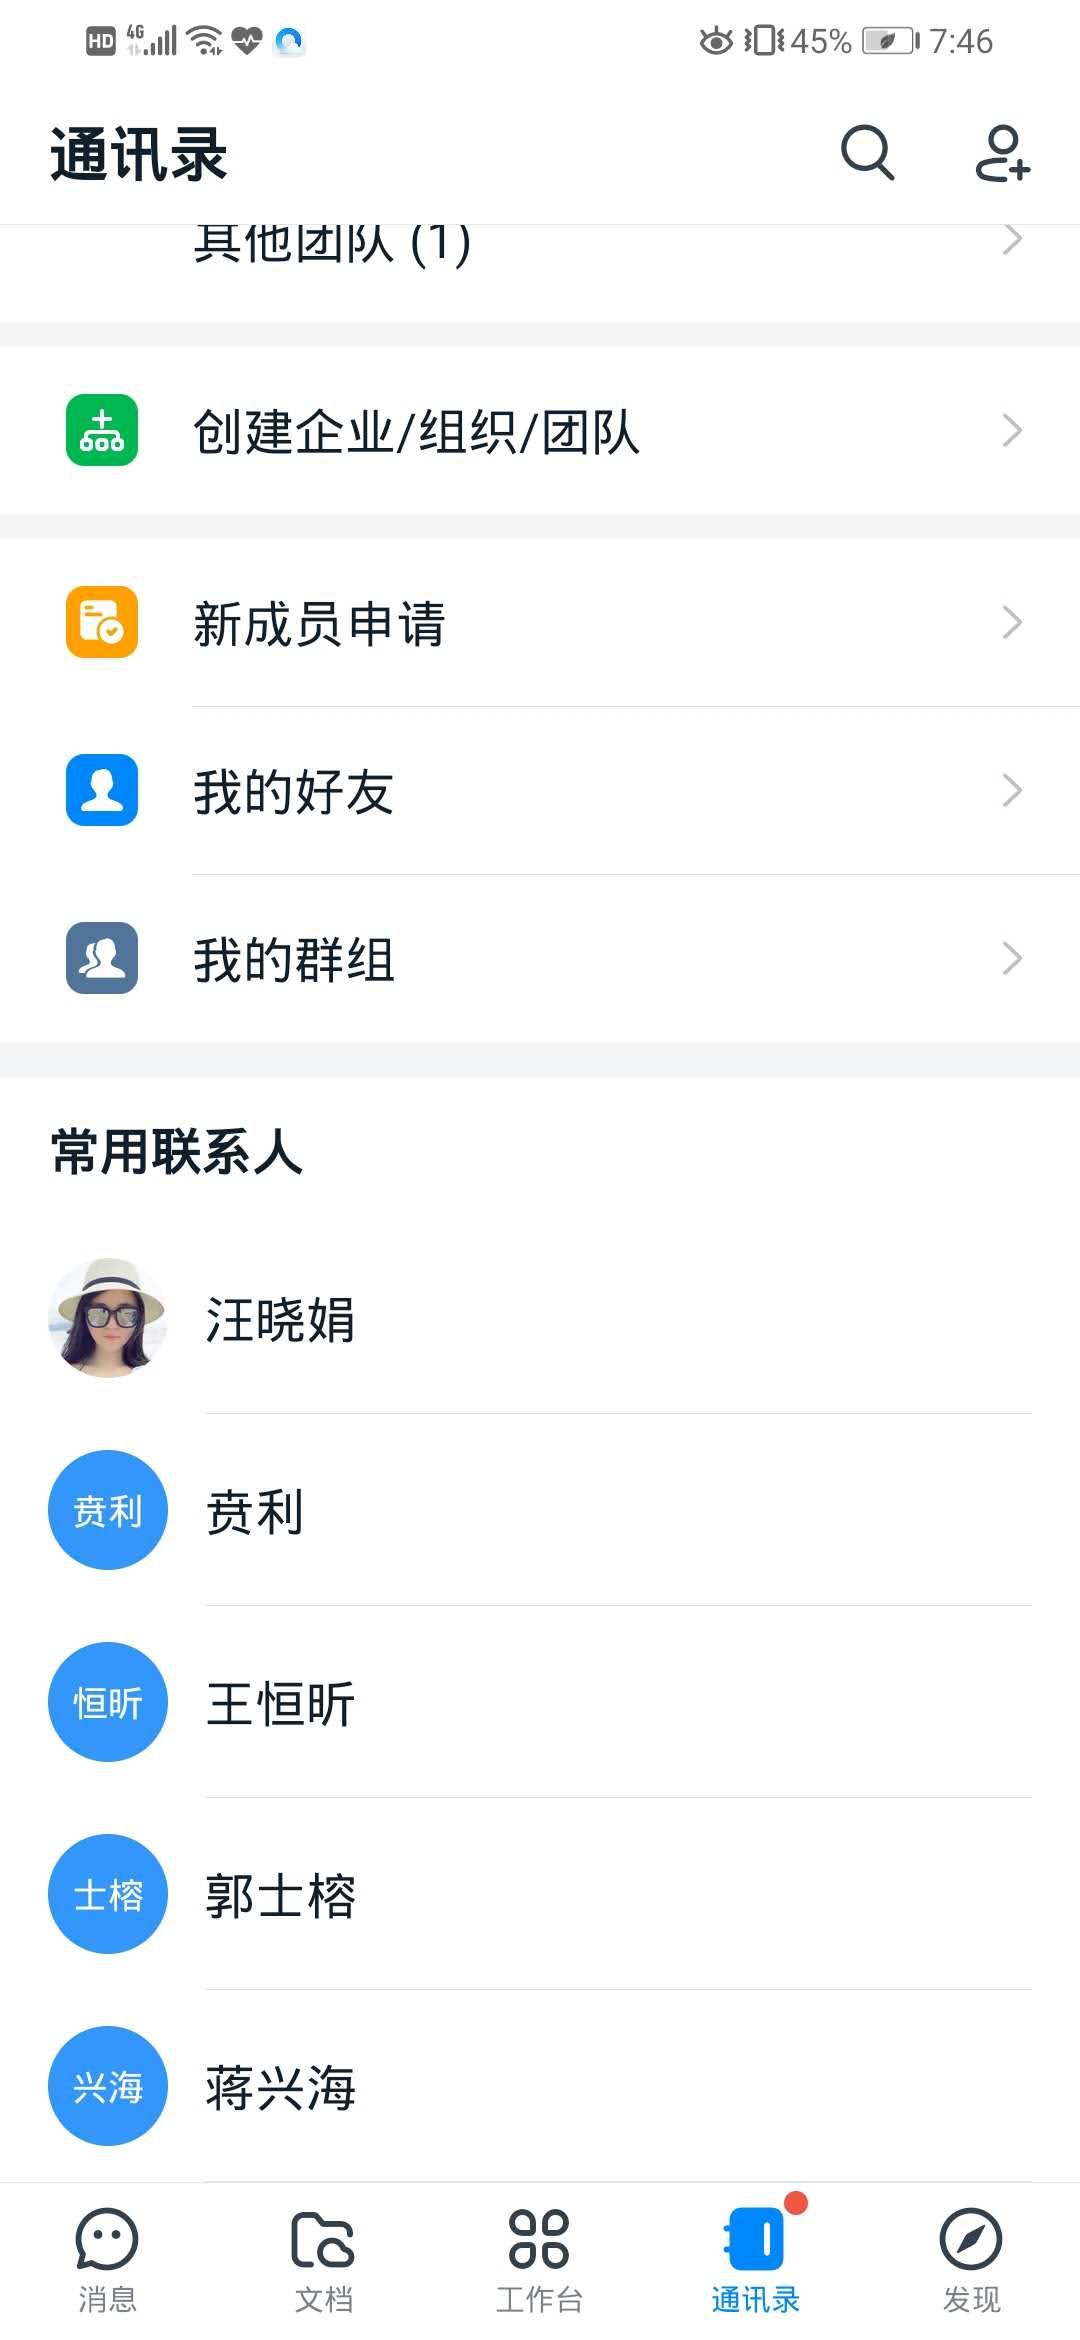 HD 4G 45% 7:46
通讯录
其他团队 (1)
创建企业/组织/团队
新成员申请
我的好友
我的群组
常用联系人
汪晓娟
贲利 贲利
恒昕 王恒昕
士榕 郭士榕
兴海 蒋兴海
消息 文档 工作台 通讯录 发现